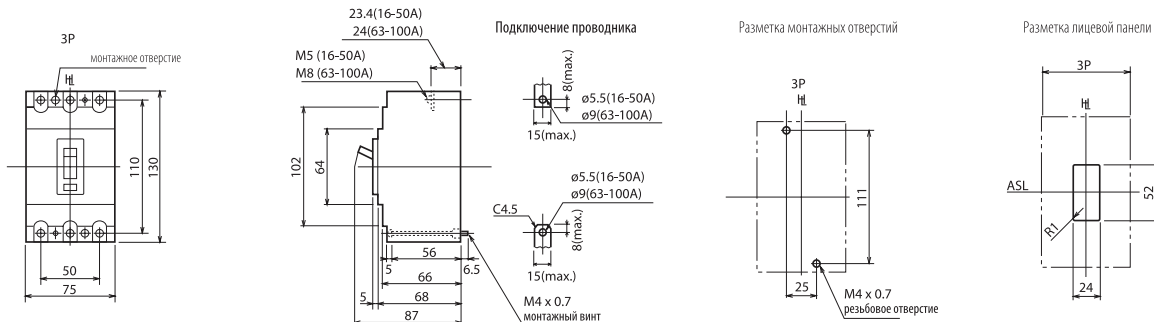 3P
монтажное отверстие
HL
110
130
50
75
23.4(16-50A)
24(63-100A)
M5 (16-50A)
M8 (63-100A)
102
64
5
56
6.5
66
5
68
87
M4 x 0.7
монтажный винт
Подключение проводника
8(max.)
ø5.5(16-50A)
ø9(63-100A)
15(max.)
ø5.5(16-50A)
ø9(63-100A)
C4.5
8(max.)
15(max.)
Разметка монтажных отверстий
3P
HL
111
25
M4 x 0.7
резьбовое отверстие
Разметка лицевой панели
3P
HL
ASL
52
R1
24